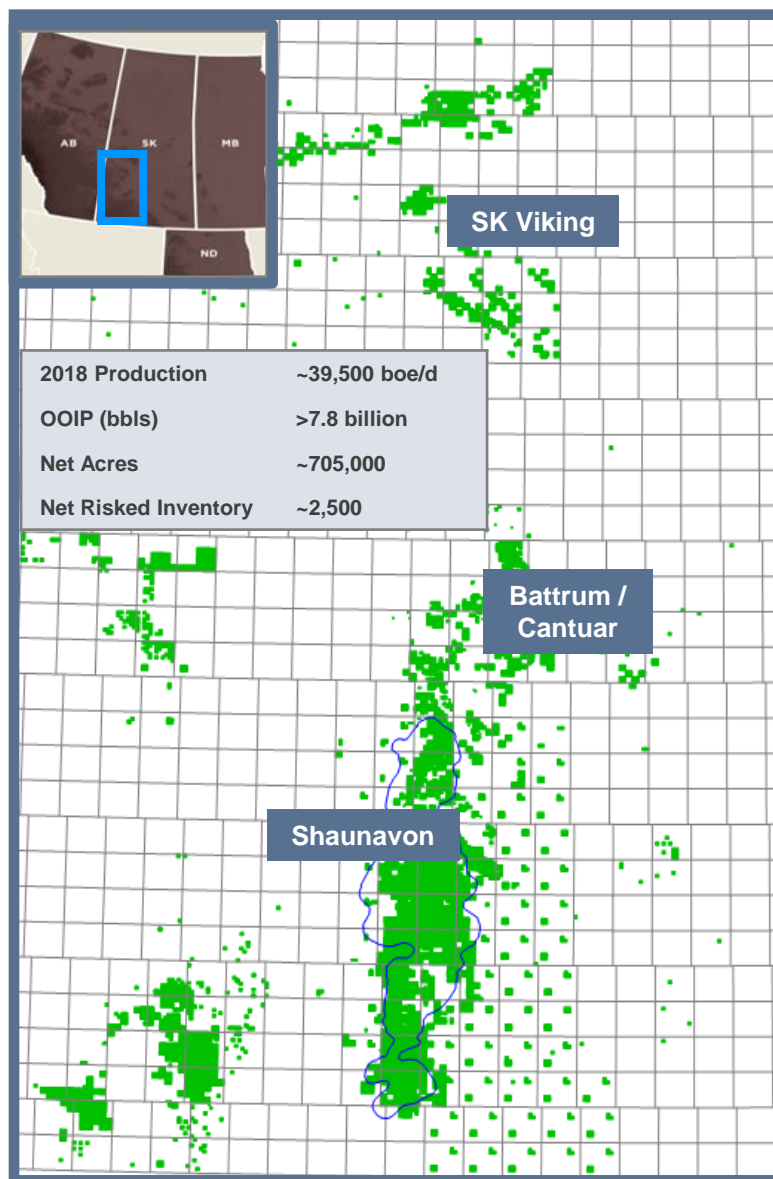 AB
SK
MB
ND
SK Viking
2018 Production ~39,500 boe/d
OOIP (bbls) >7.8 billion
Net Acres ~705,000
Net Risked Inventory ~2,500
Battrum /
Cantuar
Shaunavon